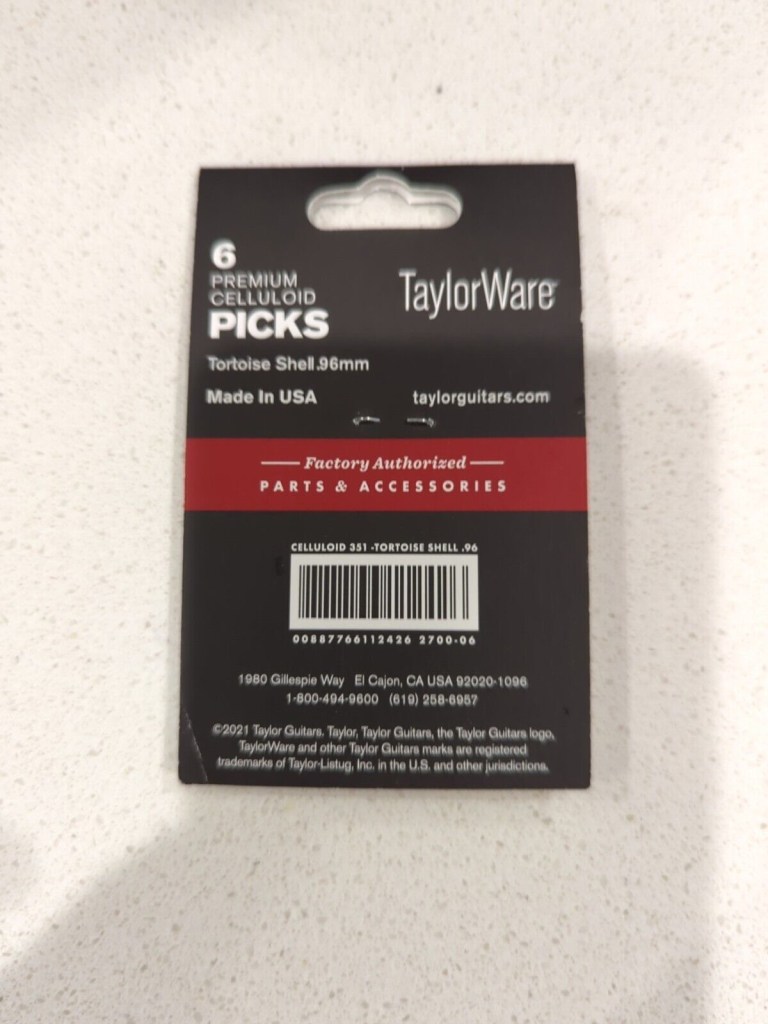 6
PREMIUM
CELLULOID
PICKS
TaylorWare
Tortoise Shell .96mm
Made In USA
taylorguitars.com
Factory Authorized
PARTS & ACCESSORIES
CELLULOID 351 -TORTOISE SHELL .96
00887766112426 2700-06
1980 Gillespie Way El Cajon, CA USA 92020-1096
1-800-494-9600 (619) 258-6957
©2021 Taylor Guitars. Taylor, Taylor Guitars, the Taylor Guitars logo,
TaylorWare and other Taylor Guitars marks are registered
trademarks of Taylor-Listug, Inc. in the U.S. and other jurisdictions.